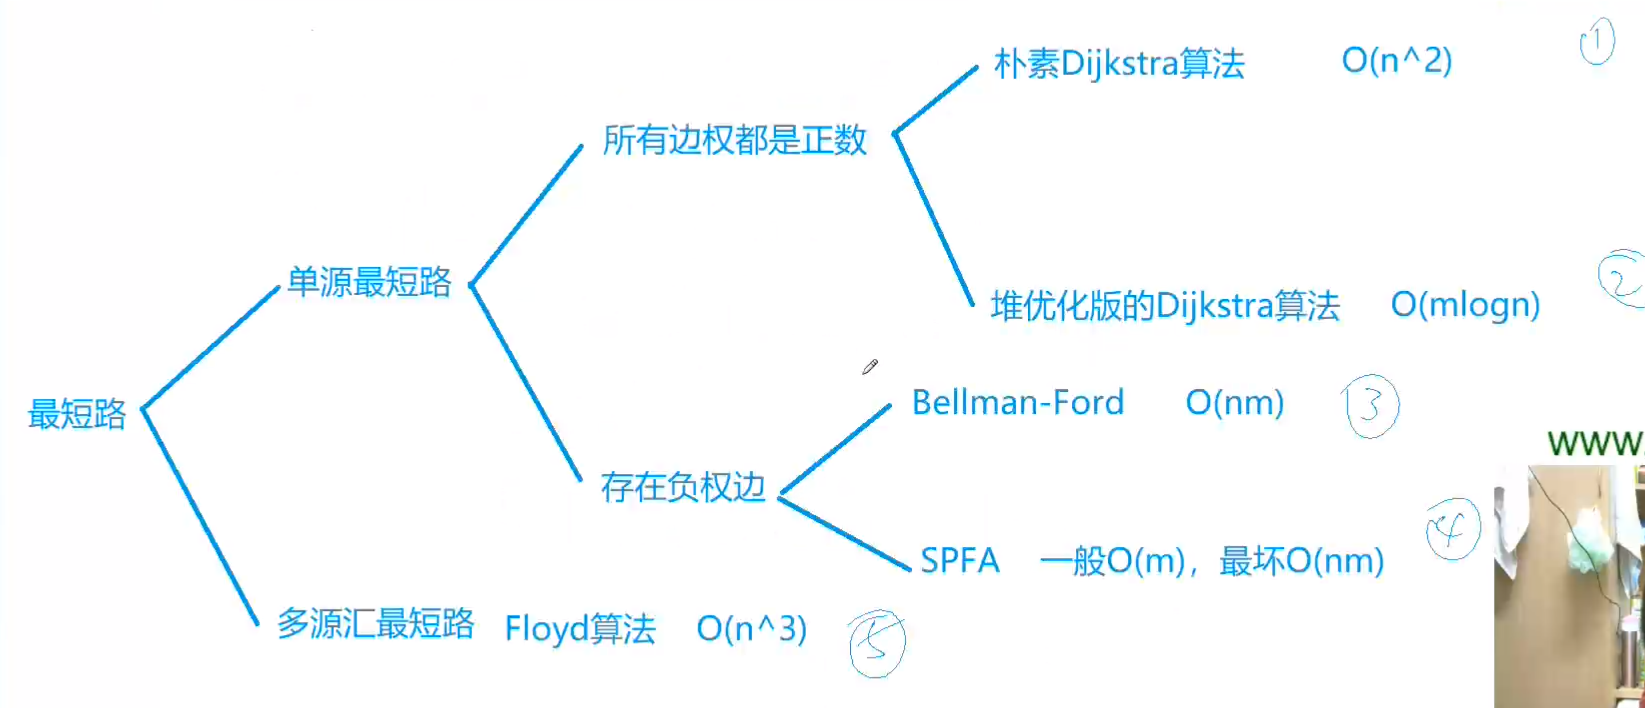 朴素Dijkstra算法 O(n^2) ①
所有边权都是正数
单源最短路
堆优化版的Dijkstra算法 O(mlogn) ②
最短路
Bellman-Ford O(nm) ③
www.
存在负权边
SPFA 一般O(m)，最坏O(nm) ④
多源汇最短路 Floyd算法 O(n^3) ⑤